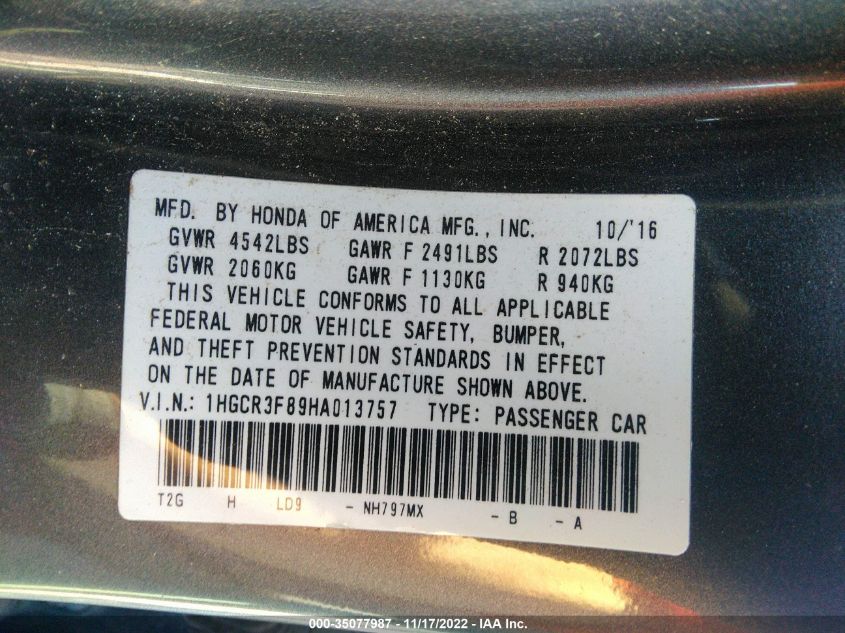 MFD. BY HONDA OF AMERICA MFG., INC. 10/'16
GVWR 4542LBS GAWR F 2491LBS R 2072LBS
GVWR 2060KG GAWR F 1130KG R 940KG
THIS VEHICLE CONFORMS TO ALL APPLICABLE
FEDERAL MOTOR VEHICLE SAFETY, BUMPER,
AND THEFT PREVENTION STANDARDS IN EFFECT
ON THE DATE OF MANUFACTURE SHOWN ABOVE.
V.I.N.: 1HGCR3F89HA013757 TYPE: PASSENGER CAR
T2G H LD9 - NH797MX - B - A
000-35077987 - 11/17/2022 - IAA Inc.